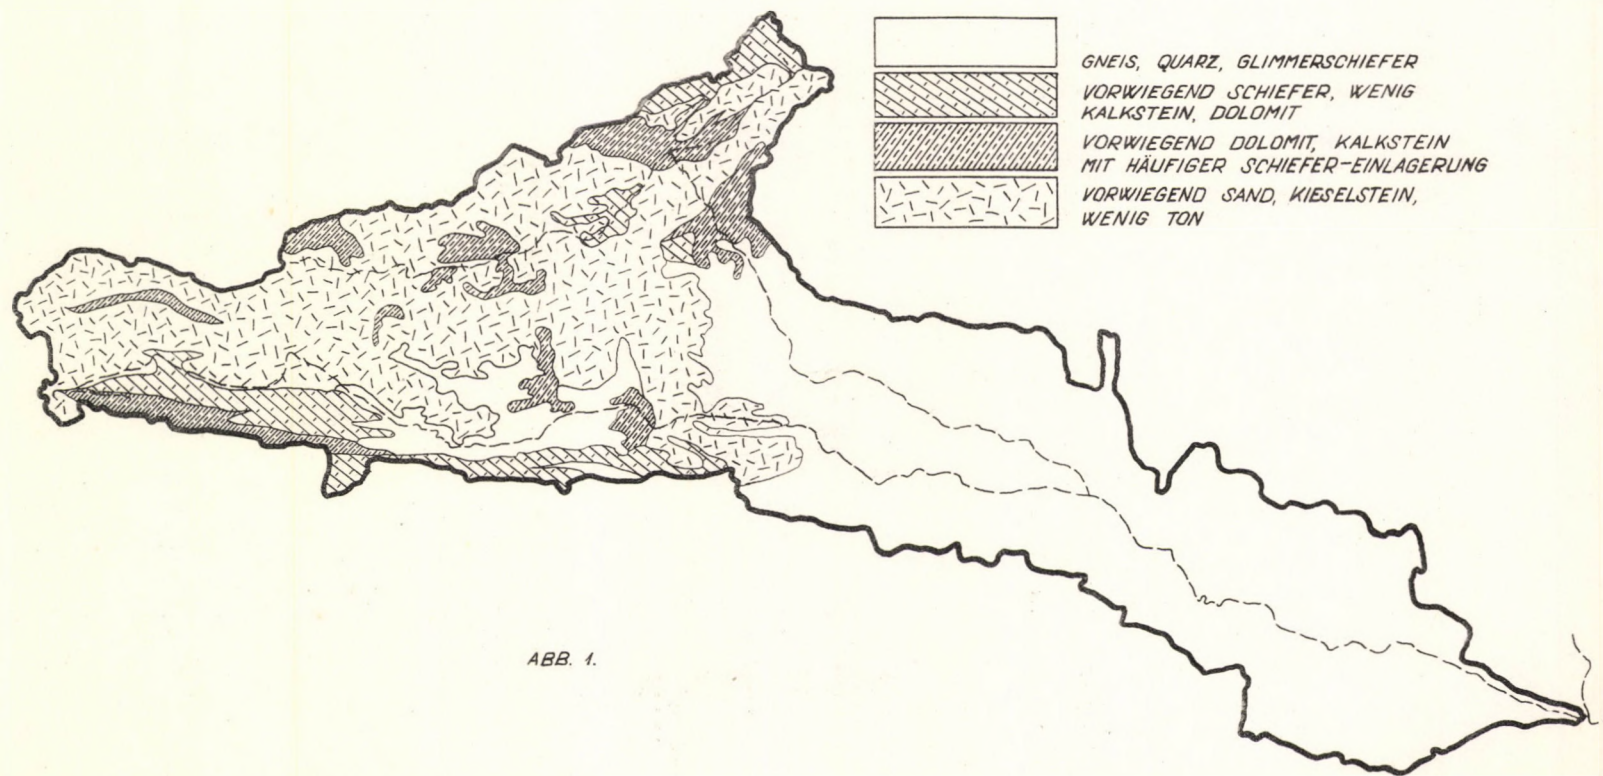 GNEIS, QUARZ, GLIMMERSCHIEFER
VORWIEGEND SCHIEFER, WENIG
KALKSTEIN, DOLOMIT
VORWIEGEND DOLOMIT, KALKSTEIN
MIT HÄUFIGER SCHIEFER-EINLAGERUNG
VORWIEGEND SAND, KIESELSTEIN,
WENIG TON
ABB. 1.